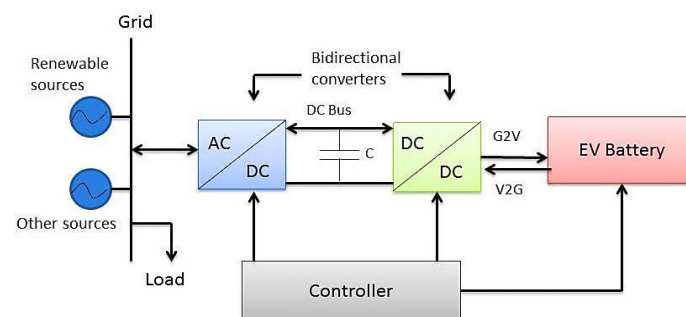 Grid
Renewable
sources
Bidirectional
converters
DC Bus
AC
DC
C
DC
DC
G2V
V2G
EV Battery
Other sources
Load
Controller